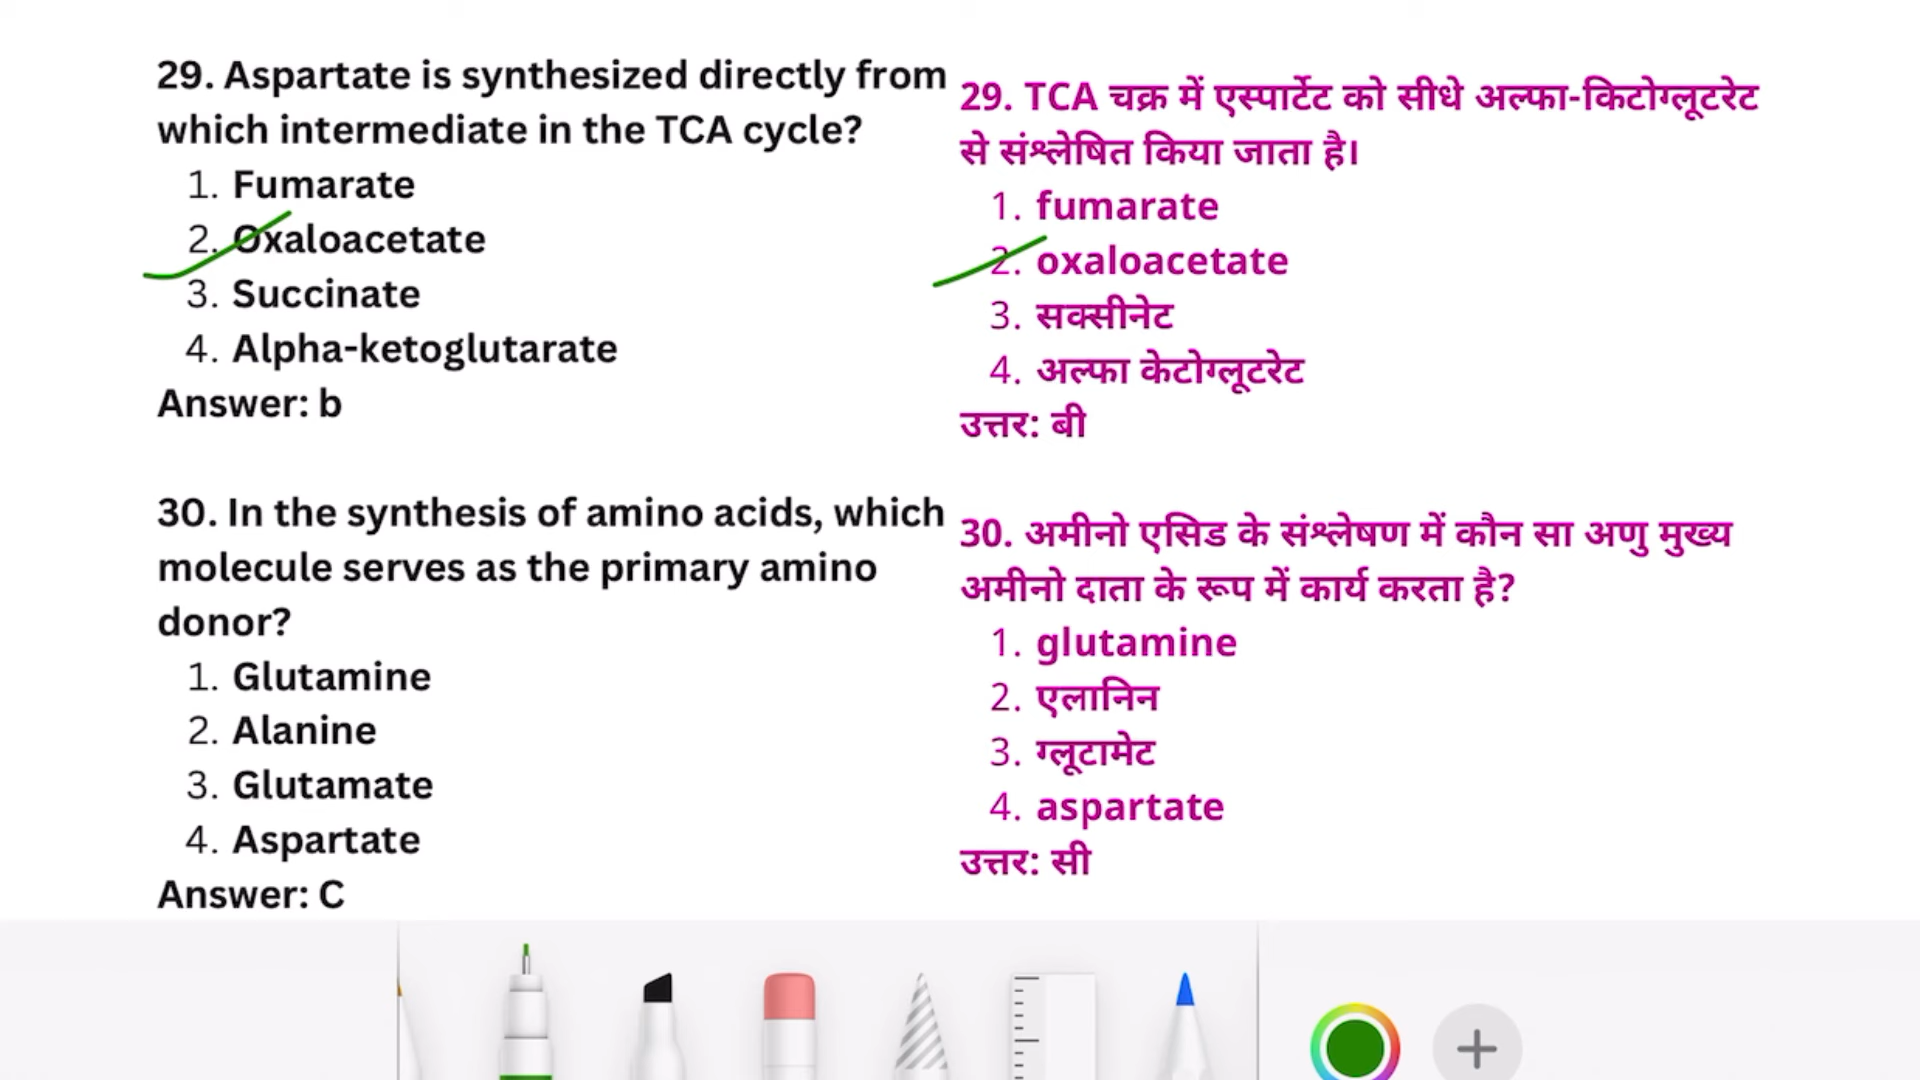 29. Aspartate is synthesized directly from
which intermediate in the TCA cycle?
1. Fumarate
2. Oxaloacetate
3. Succinate
4. Alpha-ketoglutarate
Answer: b
30. In the synthesis of amino acids, which
molecule serves as the primary amino
donor?
1. Glutamine
2. Alanine
3. Glutamate
4. Aspartate
Answer: C
29. TCA चक्र में एस्पार्टेट को सीधे अल्फा-किटोग्लूटरेट
से संश्लेषित किया जाता है।
1. fumarate
2. oxaloacetate
3. सक्सीनेट
4. अल्फा केटोग्लूटरेट
उत्तर: बी
30. अमीनो एसिड के संश्लेषण में कौन सा अणु मुख्य
अमीनो दाता के रूप में कार्य करता है?
1. glutamine
2. एलानिन
3. ग्लूटामेट
4. aspartate
उत्तर: सी